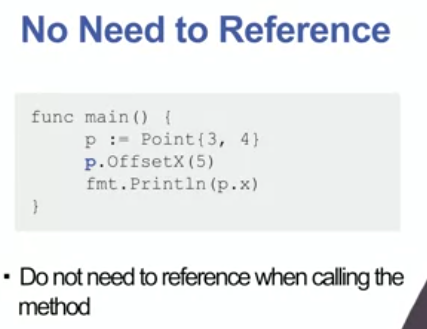 No Need to Reference
func main() {
p := Point{3, 4}
p.OffsetX(5)
fmt.Println(p.x)
}
▪ Do not need to reference when calling the
method